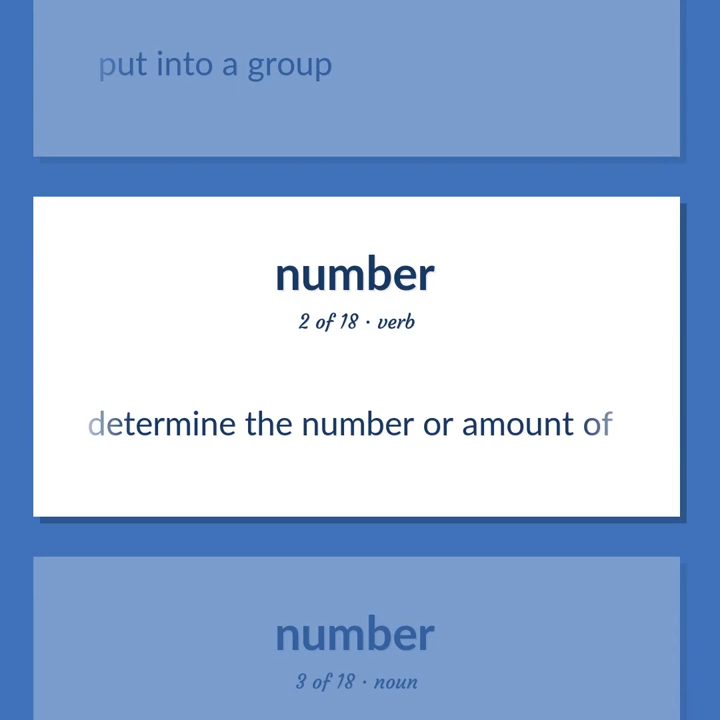 put into a group
number
2 of 18 · verb
determine the number or amount of
number
3 of 18 · noun